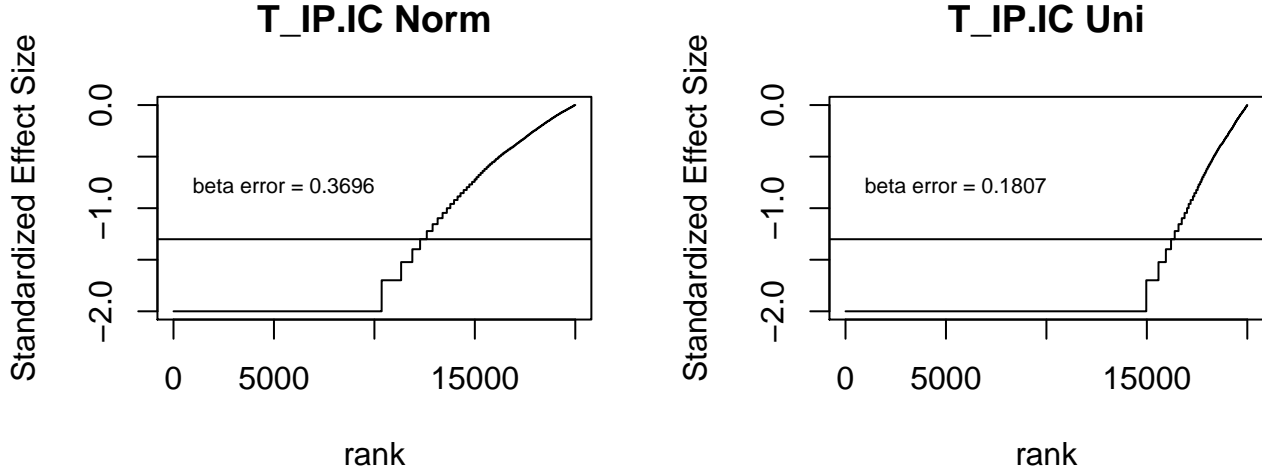 T_IP.IC Norm
Standardized Effect Size
0.0
−1.0
−2.0
beta error = 0.3696
0
5000
15000
rank
T_IP.IC Uni
Standardized Effect Size
0.0
−1.0
−2.0
beta error = 0.1807
0
5000
15000
rank